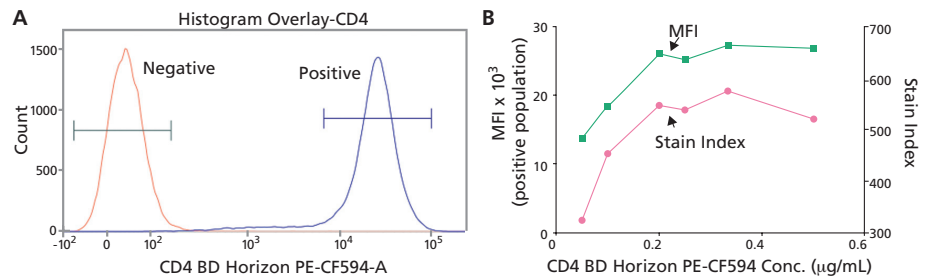 A
Histogram Overlay-CD4
1500
1000
500
0
Count
Negative
Positive
-10²
0
10²
10³
10⁴
10⁵
CD4 BD Horizon PE-CF594-A
B
30
20
10
0
MFI x 10³
(positive population)
MFI
Stain Index
700
600
500
400
300
Stain Index
0
0.2
0.4
0.6
CD4 BD Horizon PE-CF594 Conc. (μg/mL)